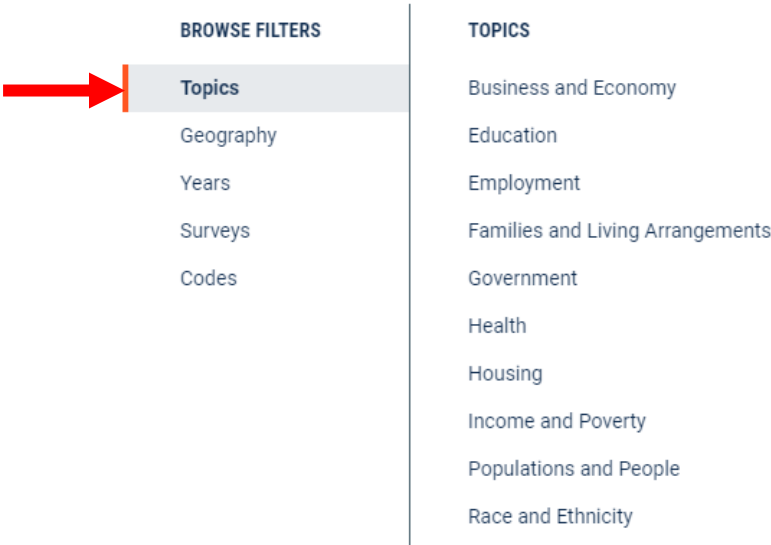 BROWSE FILTERS
Topics
Geography
Years
Surveys
Codes
TOPICS
Business and Economy
Education
Employment
Families and Living Arrangements
Government
Health
Housing
Income and Poverty
Populations and People
Race and Ethnicity